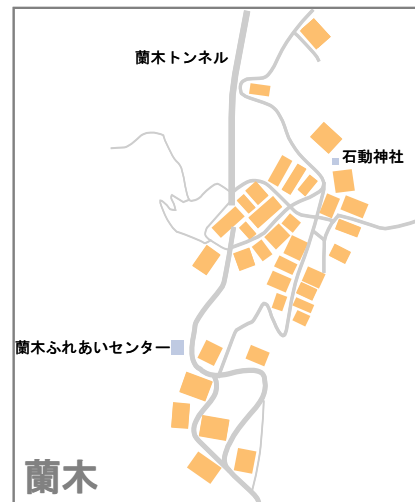 蘭木トンネル
石動神社
蘭木ふれあいセンター
蘭木